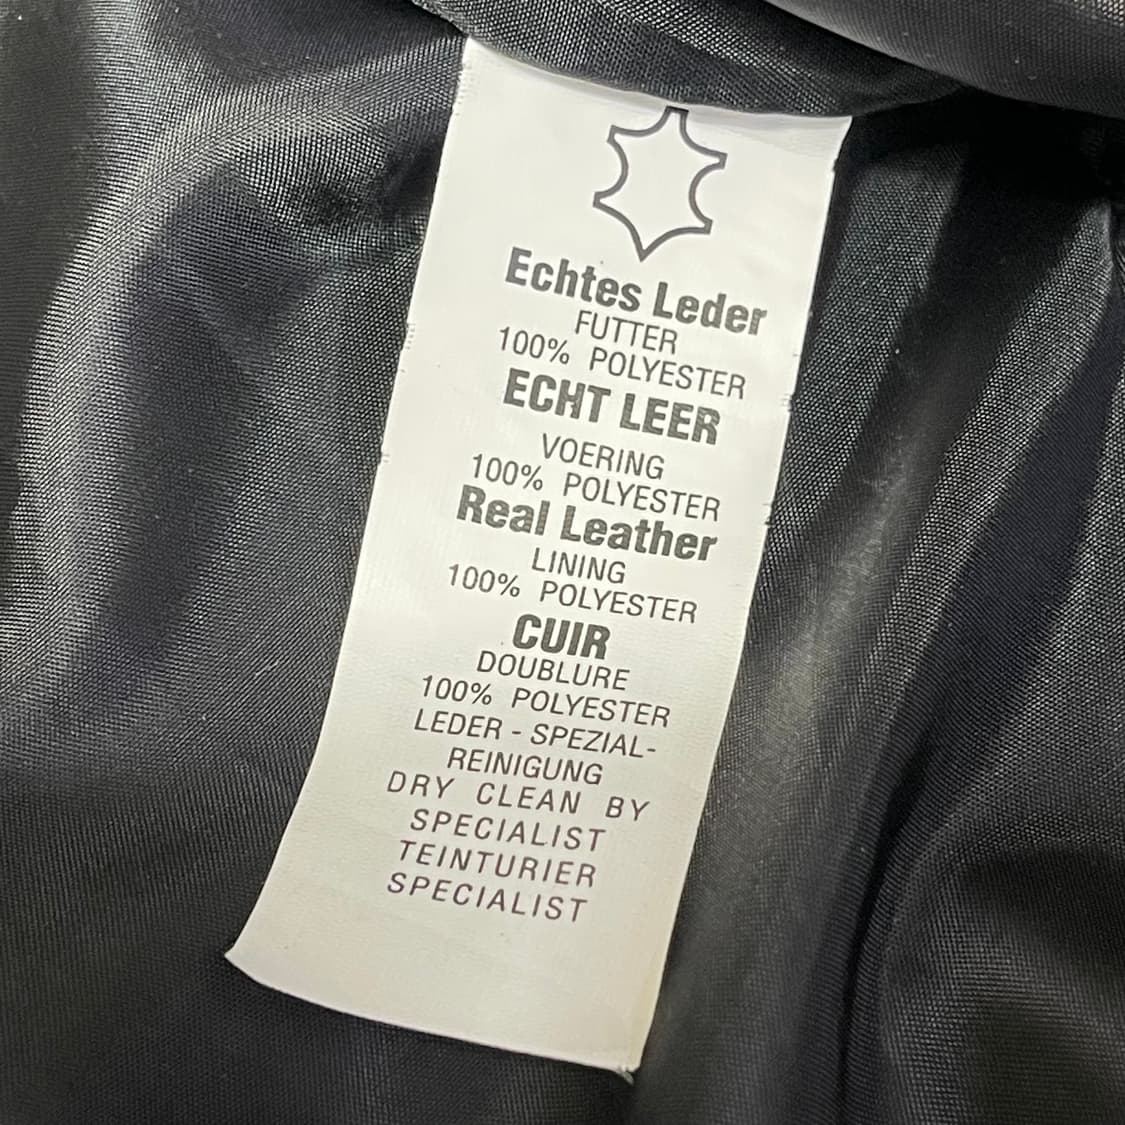 Echtes Leder
FUTTER
100% POLYESTER
ECHT LEER
VOERING
100% POLYESTER
Real Leather
LINING
100% POLYESTER
CUIR
DOUBLURE
100% POLYESTER
LEDER - SPEZIAL-
REINIGUNG
DRY CLEAN BY
SPECIALIST
TEINTURIER
SPECIALIST